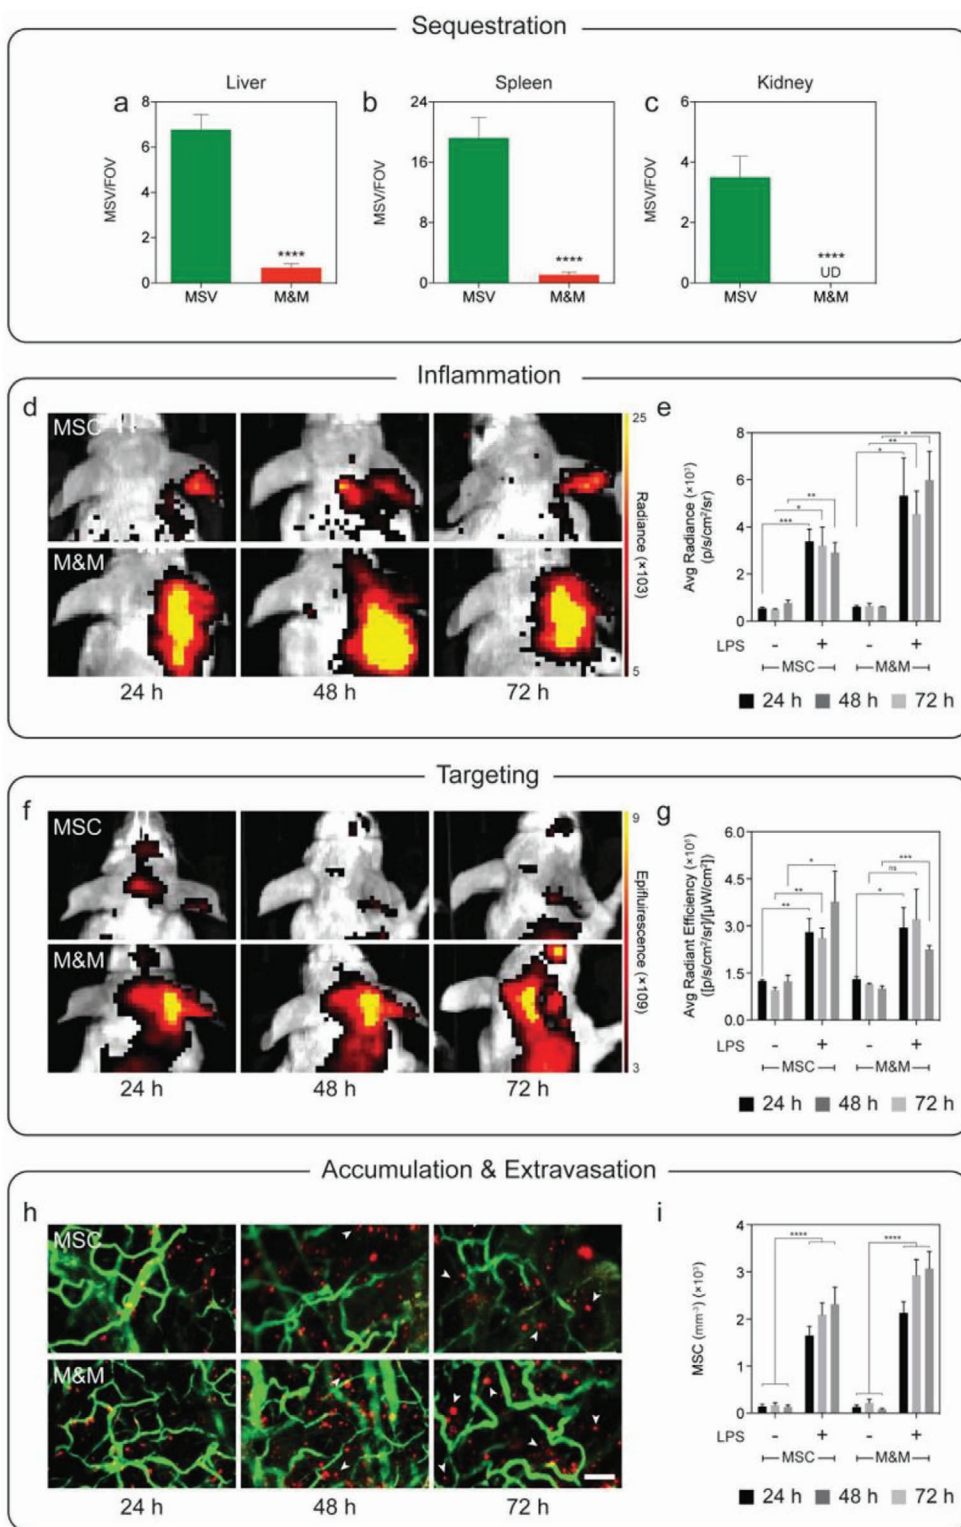 Sequestration
a
Liver
8
6
4
2
0
MSV/FOV
****
MSV
M&M
b
Spleen
24
16
8
0
MSV/FOV
****
MSV
M&M
c
Kidney
6
4
2
0
MSV/FOV
****
UD
MSV
M&M
Inflammation
d
MSC
M&M
24 h
48 h
72 h
25
Radiance (×103)
5
e
Avg Radiance (×10³)
(p/s/cm²/sr)
8
6
4
2
0
***
*
**
*
**
*
LPS
-
+
-
+
MSC
M&M
24 h
48 h
72 h
Targeting
f
MSC
M&M
24 h
48 h
72 h
9
Epifluirescence (×109)
3
g
Avg Radiant Efficiency (×10⁸)
([p/s/cm²/sr]/[µW/cm²])
6.0
4.5
3.0
1.5
0.0
**
**
*
*
ns
***
LPS
-
+
-
+
MSC
M&M
24 h
48 h
72 h
Accumulation & Extravasation
h
MSC
M&M
24 h
48 h
72 h
i
MSC (mm⁻³) (×10³)
4
3
2
1
0
****
****
LPS
-
+
-
+
MSC
M&M
24 h
48 h
72 h